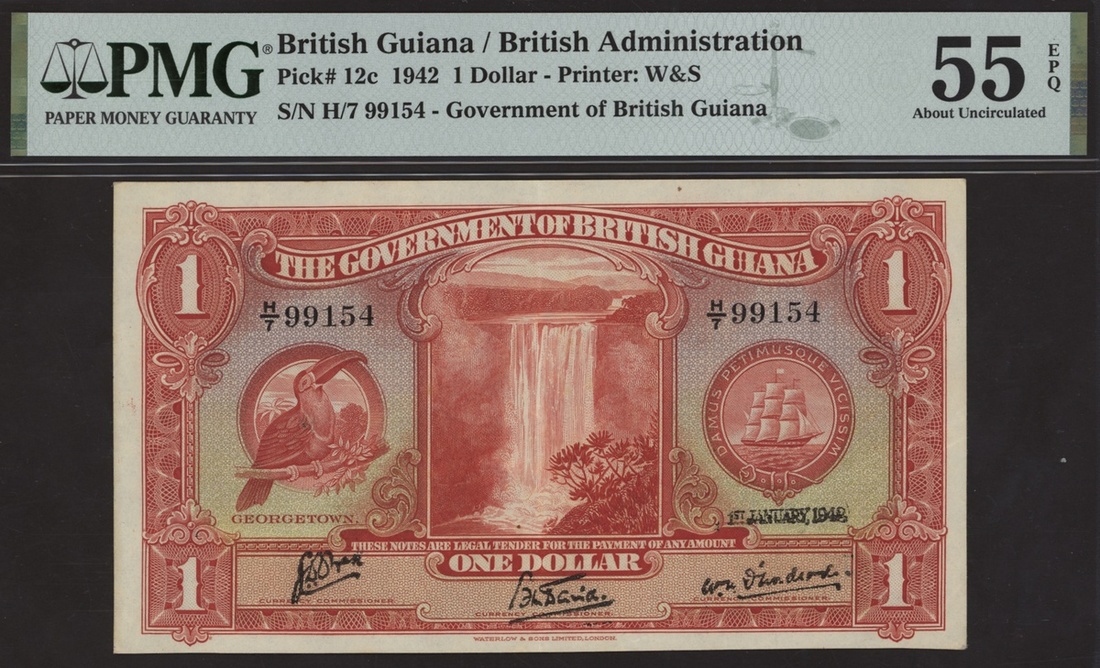 PMG®
PAPER MONEY GUARANTY
British Guiana / British Administration
Pick# 12c 1942 1 Dollar - Printer: W&S
S/N H/7 99154 - Government of British Guiana
55
EPQ
About Uncirculated
THE GOVERNMENT OF BRITISH GUIANA
1
1
H/7 99154
H/7 99154
DAMUS PETIMUSQUE VICISSIM
GEORGETOWN.
1ST JANUARY, 1942.
THESE NOTES ARE LEGAL TENDER FOR THE PAYMENT OF ANY AMOUNT
ONE DOLLAR
1
1
CURRENCY COMMISSIONER.
CURRENCY COMMISSIONER.
CURRENCY COMMISSIONER.
WATERLOW & SONS LIMITED, LONDON.